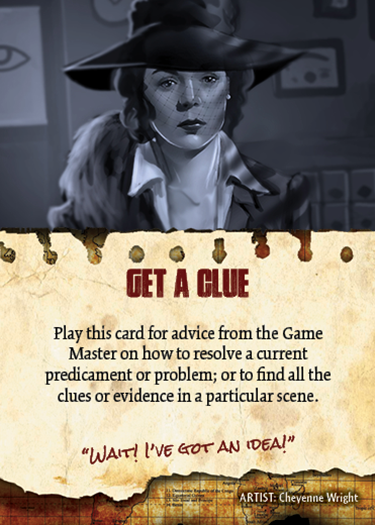 GET A CLUE
Play this card for advice from the Game
Master on how to resolve a current
predicament or problem; or to find all the
clues or evidence in a particular scene.
"Wait! I've got an idea!"
ARTIST: Cheyenne Wright